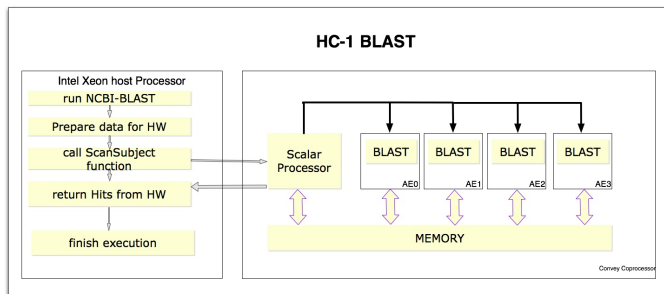 HC-1 BLAST
Intel Xeon host Processor
run NCBI-BLAST
Prepare data for HW
call ScanSubject
function
return Hits from HW
finish execution
Scalar
Processor
BLAST
AE0
BLAST
AE1
BLAST
AE2
BLAST
AE3
MEMORY
Convey Coprocessor